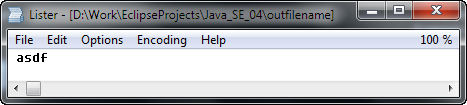 Lister - [D:\Work\EclipseProjects\Java_SE_04\outfilename]
File Edit Options Encoding Help 100 %
asdf